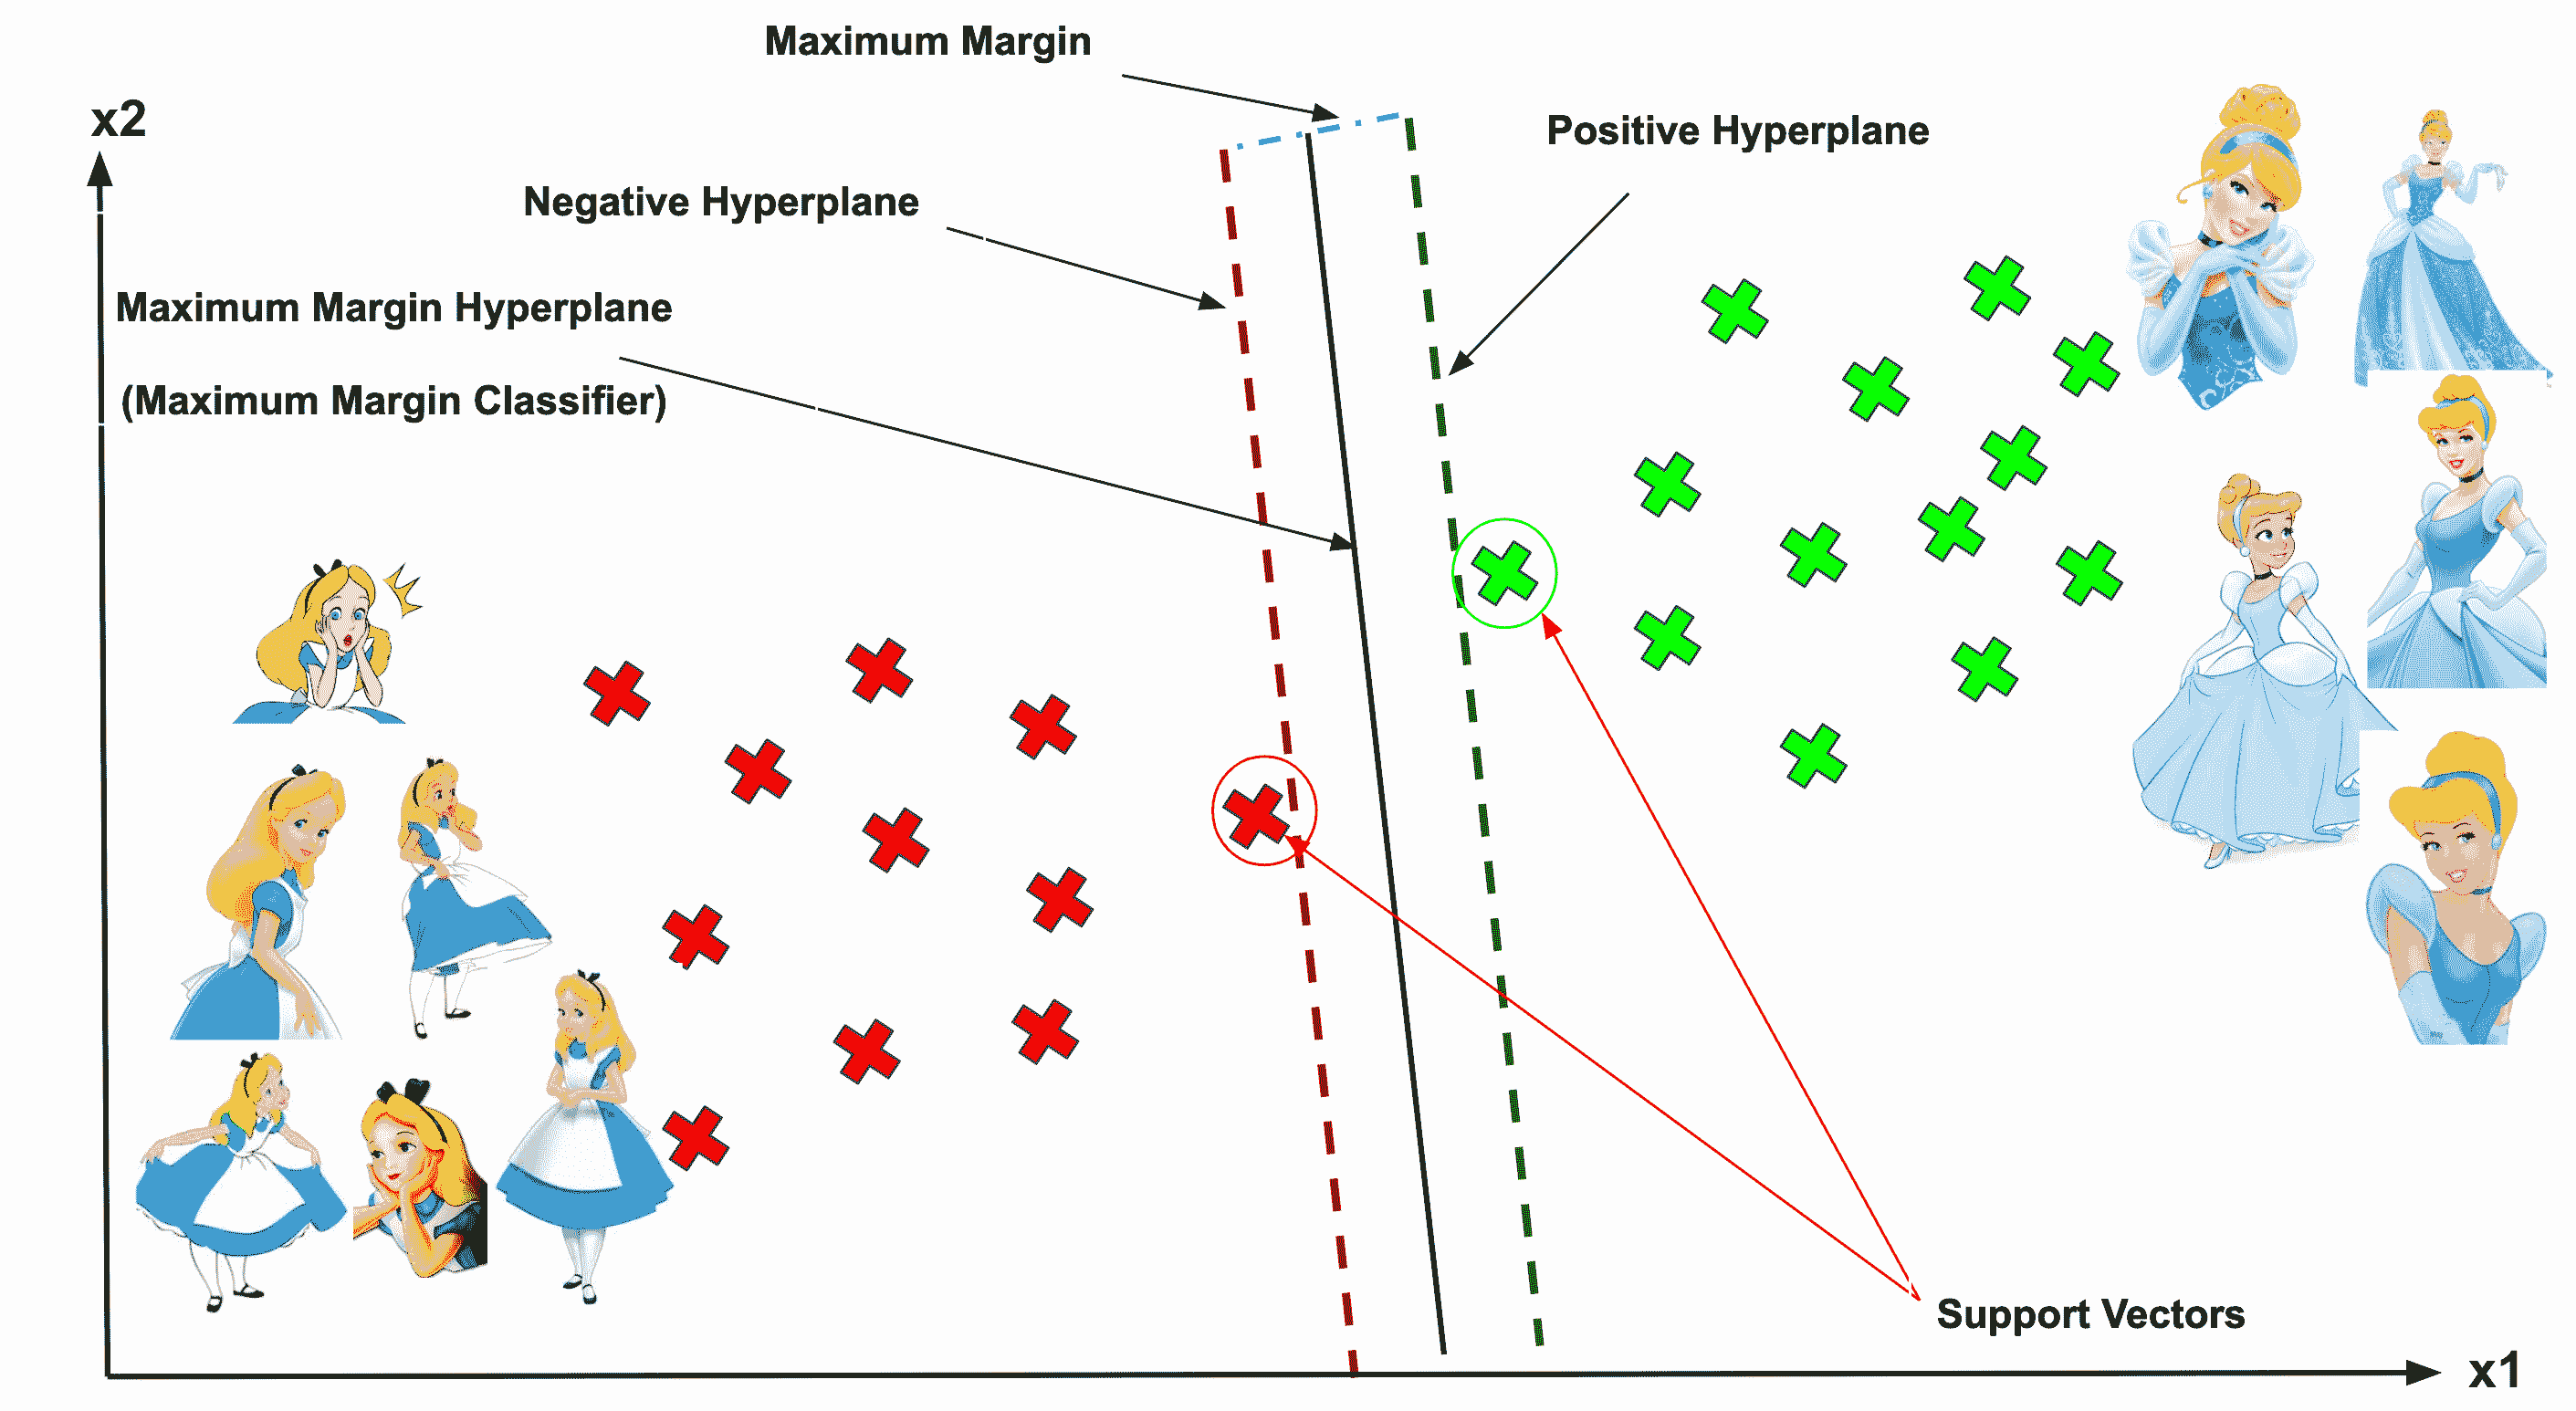 Maximum Margin
x2
Positive Hyperplane
Negative Hyperplane
Maximum Margin Hyperplane
(Maximum Margin Classifier)
Support Vectors
x1